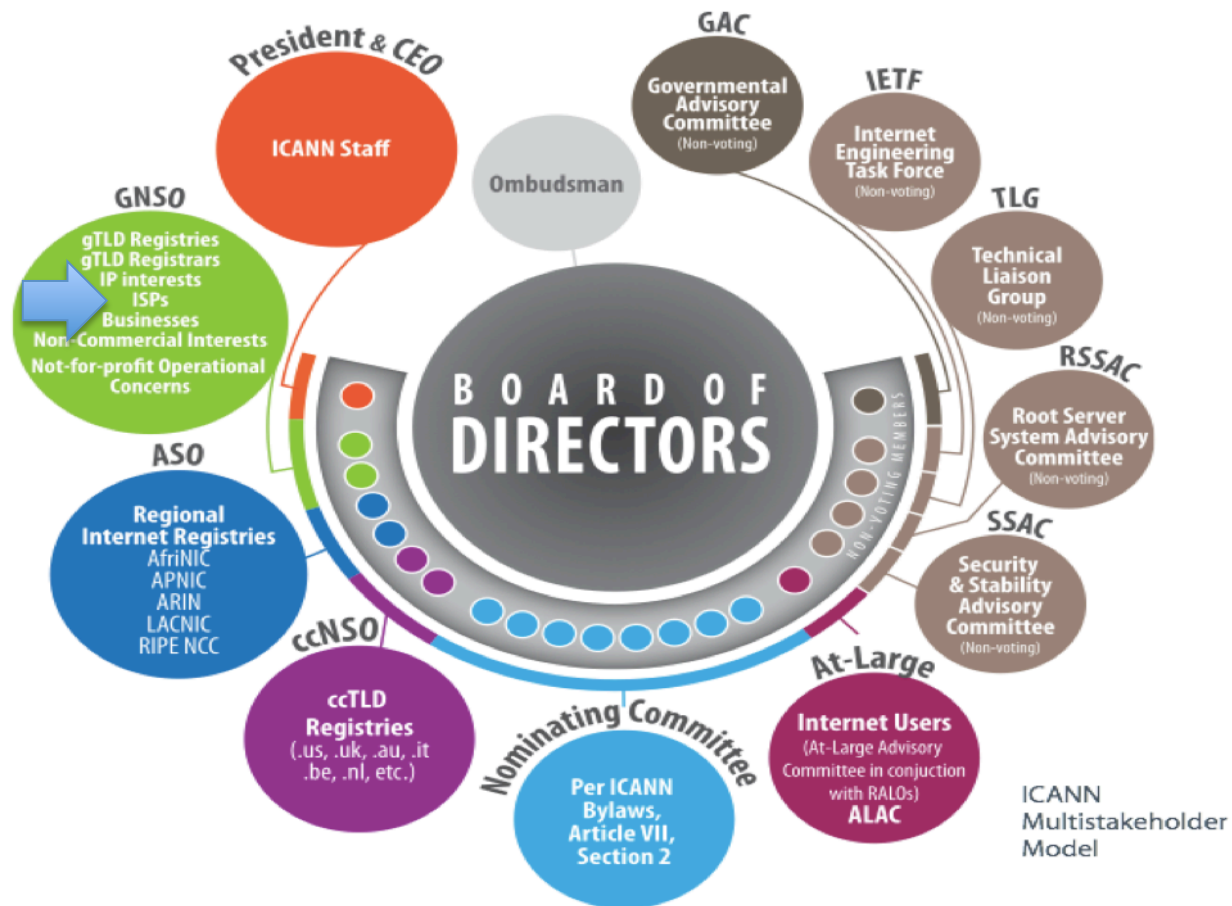 President & CEO
ICANN Staff
Ombudsman
GAC
Governmental
Advisory
Committee
(Non-voting)
IETF
Internet
Engineering
Task Force
(Non-voting)
TLG
Technical
Liaison
Group
(Non-voting)
RSSAC
Root Server
System Advisory
Committee
(Non-voting)
SSAC
Security
& Stability
Advisory
Committee
(Non-voting)
GNSO
gTLD Registries
gTLD Registrars
IP interests
ISPs
Businesses
Non-Commercial Interests
Not-for-profit Operational
Concerns
BOARD OF
DIRECTORS
NON-VOTING MEMBERS
ASO
Regional
Internet Registries
AfriNIC
APNIC
ARIN
LACNIC
RIPE NCC
ccNSO
ccTLD
Registries
(.us, .uk, .au, .it
.be, .nl, etc.)
Nominating Committee
Per ICANN
Bylaws,
Article VII,
Section 2
At-Large
Internet Users
(At-Large Advisory
Committee in conjuction
with RALOs)
ALAC
ICANN
Multistakeholder
Model